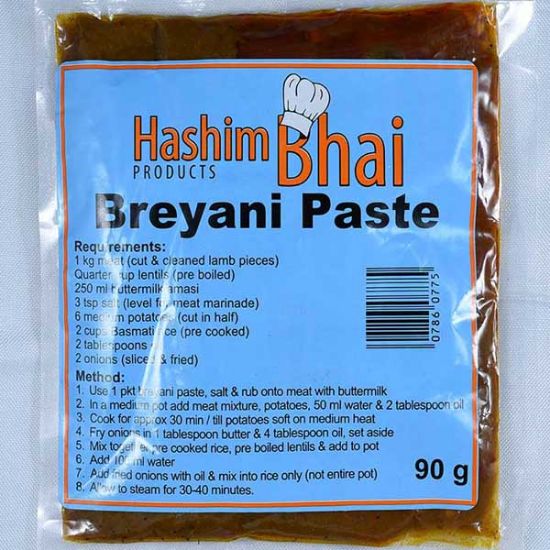 Hashim Bhai
PRODUCTS
Breyani Paste
Requirements:
1 kg meat (cut & cleaned lamb pieces)
Quarter cup lentils (pre boiled)
250 ml buttermilk amasi
3 tsp salt (level for meat marinade)
6 medium potatoes (cut in half)
2 cups Basmati rice (pre cooked)
2 tablespoons
2 onions (sliced & fried)
Method:
1. Use 1 pkt breyani paste, salt & rub onto meat with buttermilk
2. In a medium pot add meat mixture, potatoes, 50 ml water & 2 tablespoon oil
3. Cook for approx 30 min / till potatoes soft on medium heat
4. Fry onions in 1 tablespoon butter & 4 tablespoon oil, set aside
5. Mix together pre cooked rice, pre boiled lentils & add to pot
6. Add ml water
7. Add fried onions with oil & mix into rice only (not entire pot)
8. Allow to steam for 30-40 minutes.
0786 0775
90 g